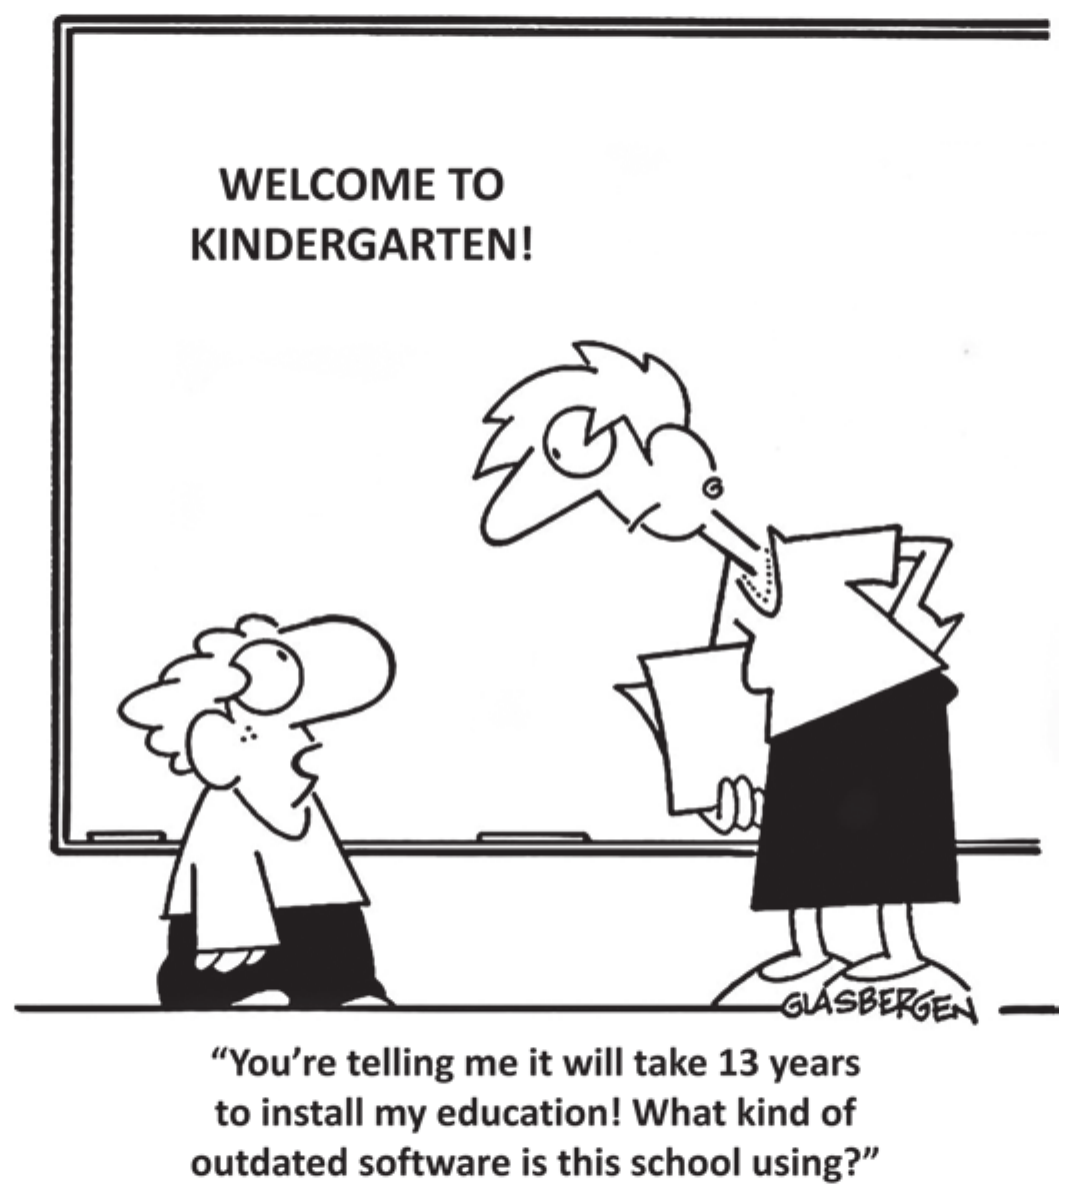 WELCOME TO
KINDERGARTEN!
GLASBERGEN
“You’re telling me it will take 13 years
to install my education! What kind of
outdated software is this school using?”